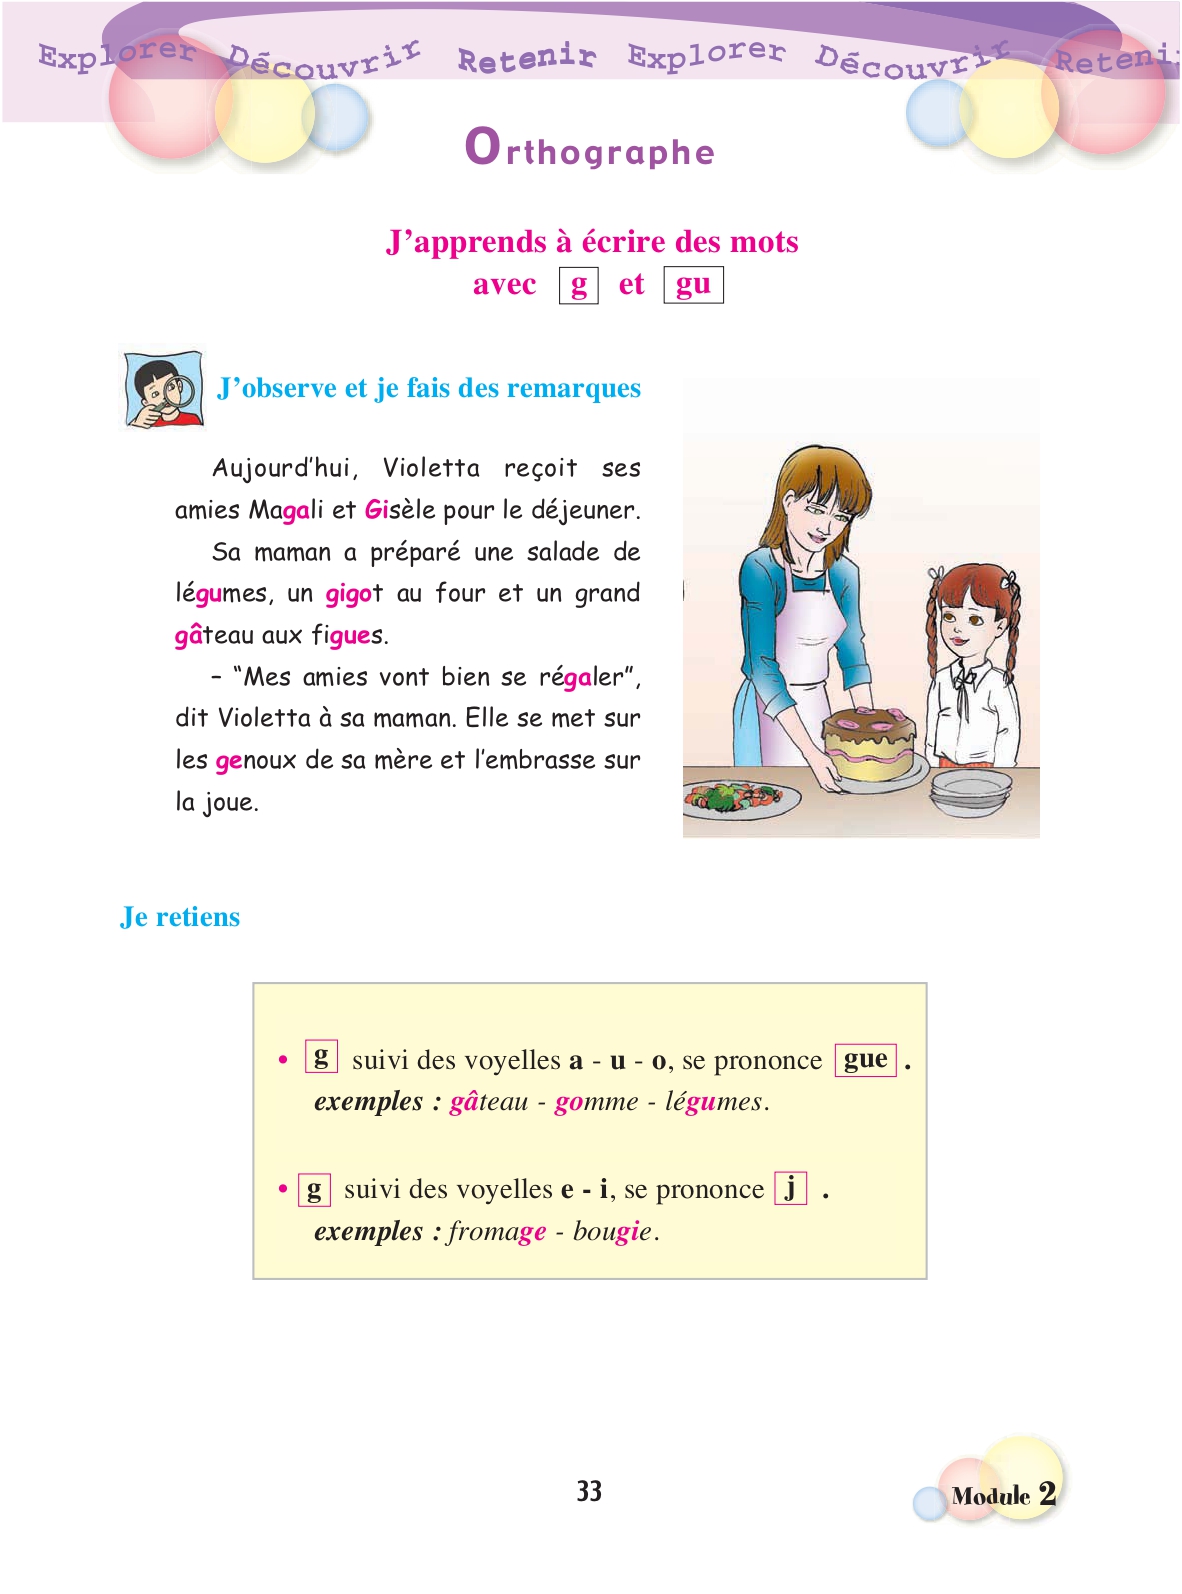 Explorer Découvrir Retenir Explorer Découvrir
Orthographe
J’apprends à écrire des mots
avec g et gu
J’observe et je fais des remarques
Aujourd’hui, Violetta reçoit ses
amies Magali et Gisèle pour le déjeuner.
Sa maman a préparé une salade de
légumes, un gigot au four et un grand
gâteau aux figues.
– “Mes amies vont bien se régaler”,
dit Violetta à sa maman. Elle se met sur
les genoux de sa mère et l’embrasse sur
la joue.
Je retiens
• g suivi des voyelles a - u - o, se prononce gue .
exemples : gâteau - gomme - légumes.
• g suivi des voyelles e - i, se prononce j .
exemples : fromage - bougie.
33
Module 2